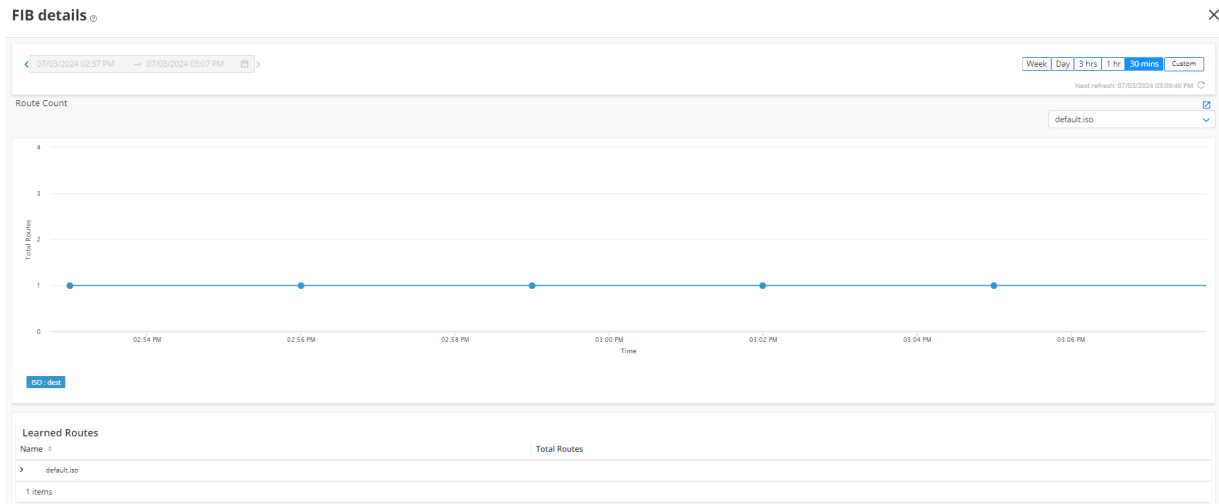 FIB details
07/03/2024 02:37 PM → 07/03/2024 03:07 PM
Week Day 3 hrs 1 hr 30 mins Custom
Next refresh: 07/03/2024 03:09:46 PM
Route Count
default.iso
4
3
2
1
0
Total Routes
02:54 PM 02:56 PM 02:58 PM 03:00 PM 03:02 PM 03:04 PM 03:06 PM
Time
ISO : dest
Learned Routes
Name Total Routes
default.iso
1 items